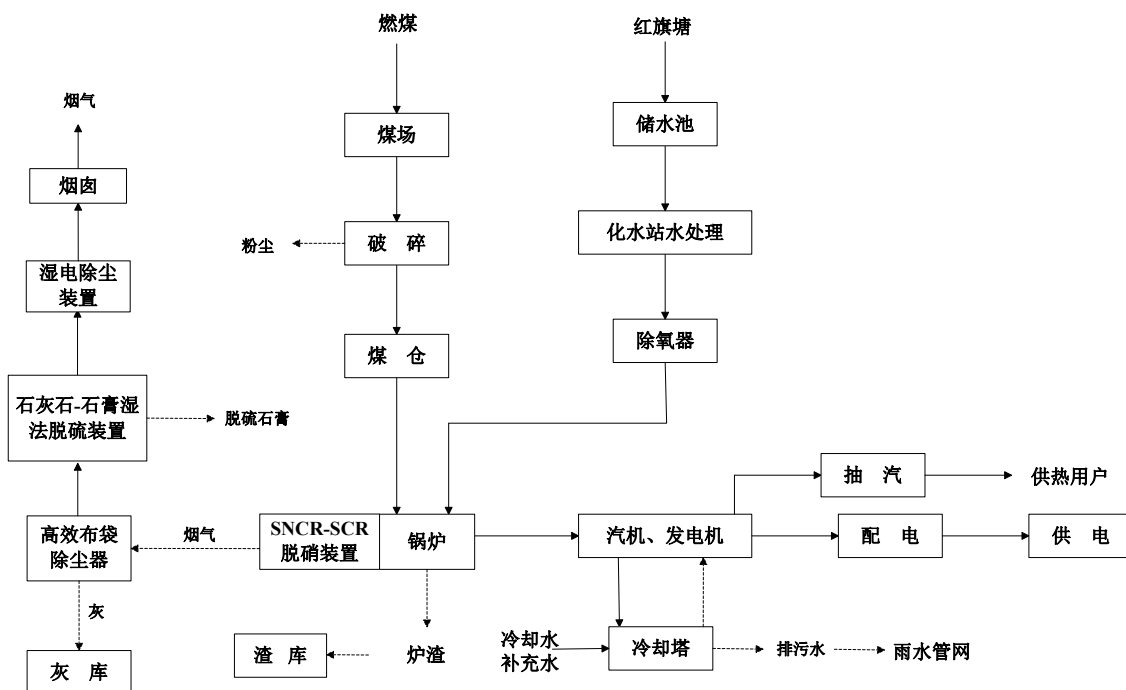 燃煤
红旗塘
烟气
煤场
储水池
烟囱
粉尘
破 碎
化水站水处理
湿电除尘
装置
煤 仓
除氧器
石灰石-石膏湿
法脱硫装置
脱硫石膏
抽 汽
供热用户
高效布袋
除尘器
烟气
SNCR-SCR
脱硝装置
锅炉
汽机、发电机
配 电
供 电
灰
灰 库
渣 库
炉渣
冷却水
补充水
冷却塔
排污水
雨水管网